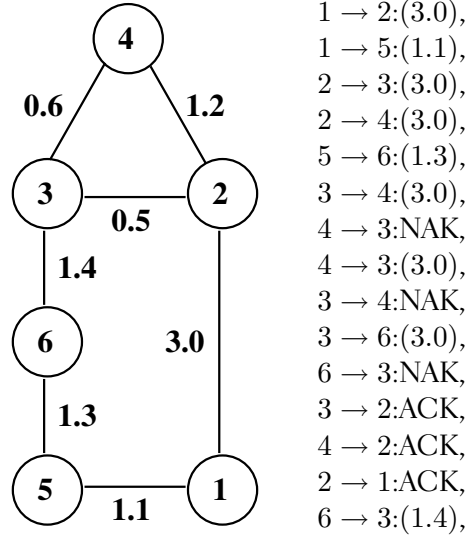 4
0.6
1.2
3
2
0.5
1.4
6
3.0
1.3
5
1
1.1
1 → 2:(3.0),
1 → 5:(1.1),
2 → 3:(3.0),
2 → 4:(3.0),
5 → 6:(1.3),
3 → 4:(3.0),
4 → 3:NAK,
4 → 3:(3.0),
3 → 4:NAK,
3 → 6:(3.0),
6 → 3:NAK,
3 → 2:ACK,
4 → 2:ACK,
2 → 1:ACK,
6 → 3:(1.4),